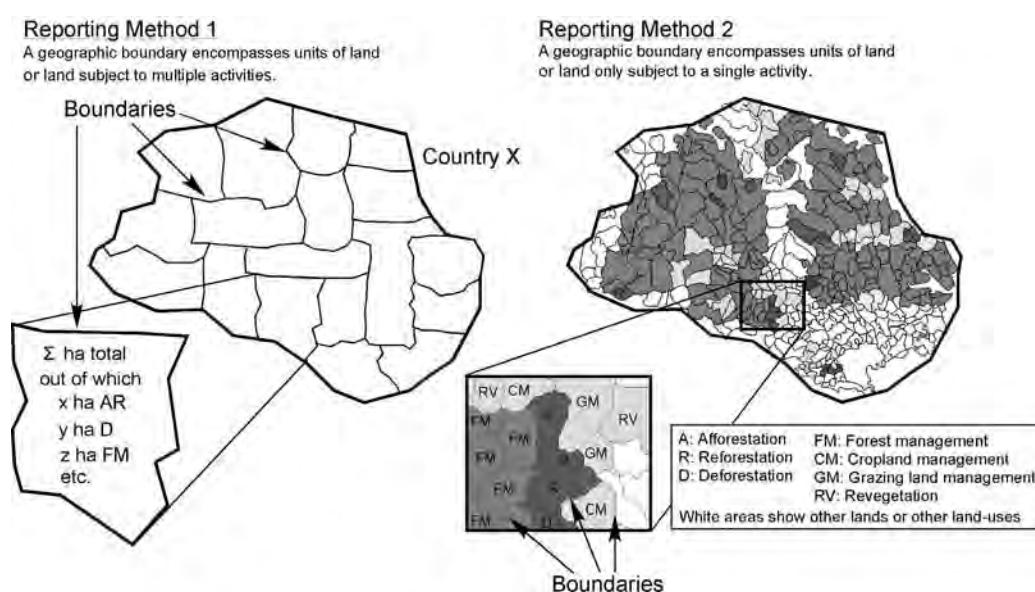 Reporting Method 1
A geographic boundary encompasses units of land
or land subject to multiple activities.
Boundaries
Country X
Σ ha total
out of which
x ha AR
y ha D
z ha FM
etc.
Reporting Method 2
A geographic boundary encompasses units of land
or land only subject to a single activity.
RV CM GM
RV
FM FM
FM GM
FM FM
CM
FM
Boundaries
A: Afforestation FM: Forest management
R: Reforestation CM: Cropland management
D: Deforestation GM: Grazing land management
RV: Revegetation
White areas show other lands or other land-uses